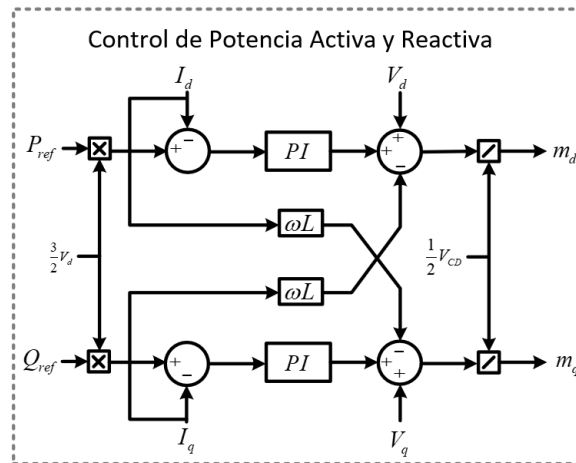 Control de Potencia Activa y Reactiva
I_d
V_d
P_ref
×
+
−
PI
+
+
−
/
m_d
ωL
3/2 V_d
1/2 V_CD
ωL
Q_ref
×
+
−
PI
−
+
+
/
m_q
I_q
V_q